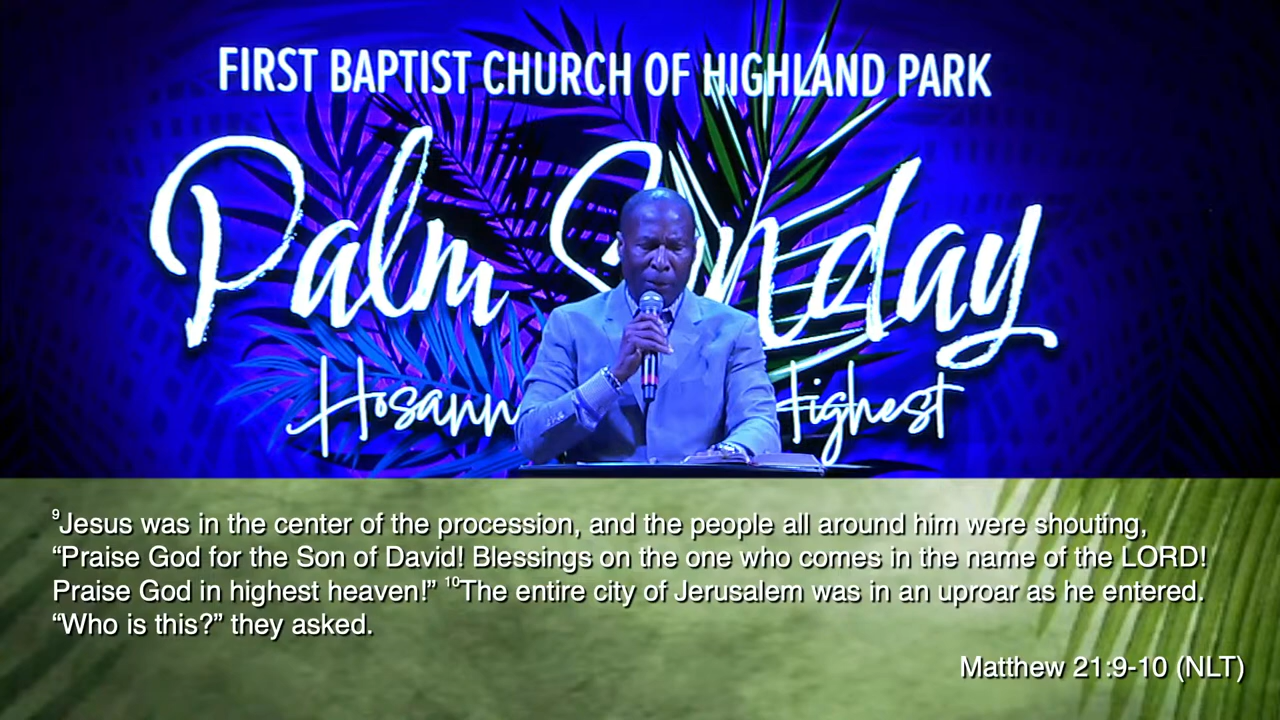 FIRST BAPTIST CHURCH OF HIGHLAND PARK
Palm Sunday
Hosann Highest
⁹Jesus was in the center of the procession, and the people all around him were shouting,
“Praise God for the Son of David! Blessings on the one who comes in the name of the LORD!
Praise God in highest heaven!” ¹⁰The entire city of Jerusalem was in an uproar as he entered.
“Who is this?” they asked.
Matthew 21:9-10 (NLT)